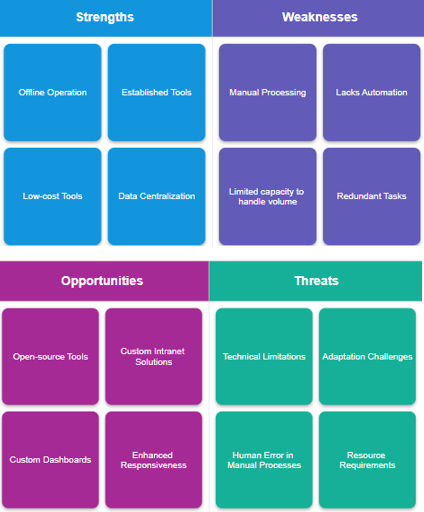 Strengths
Weaknesses
Offline Operation
Established Tools
Manual Processing
Lacks Automation
Low-cost Tools
Data Centralization
Limited capacity to
handle volume
Redundant Tasks
Opportunities
Threats
Open-source Tools
Custom Intranet
Solutions
Technical Limitations
Adaptation Challenges
Custom Dashboards
Enhanced
Responsiveness
Human Error in
Manual Processes
Resource
Requirements